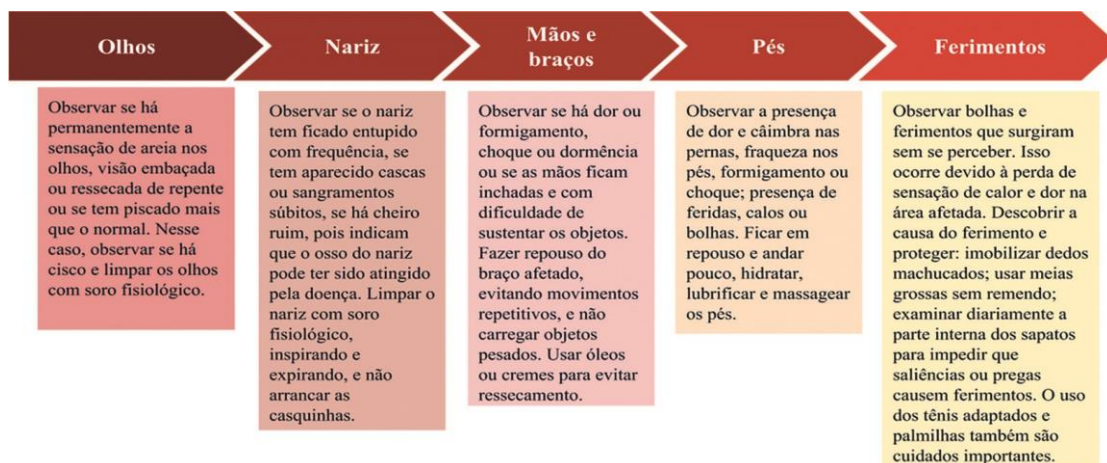 Olhos
Observar se há
permanentemente a
sensação de areia nos
olhos, visão embaçada
ou ressecada de repente
ou se tem piscado mais
que o normal. Nesse
caso, observar se há
cisco e limpar os olhos
com soro fisiológico.
Nariz
Observar se o nariz
tem ficado entupido
com frequência, se
tem aparecido cascas
ou sangramentos
súbitos, se há cheiro
ruim, pois indicam
que o osso do nariz
pode ter sido atingido
pela doença. Limpar o
nariz com soro
fisiológico,
inspirando e
expirando, e não
arrancar as
casquinhas.
Mãos e
braços
Observar se há dor ou
formigamento,
choque ou dormência
ou se as mãos ficam
inchadas e com
dificuldade de
sustentar os objetos.
Fazer repouso do
braço afetado,
evitando movimentos
repetitivos, e não
carregar objetos
pesados. Usar óleos
ou cremes para evitar
ressecamento.
Pés
Observar a presença
de dor e câimbra nas
pernas, fraqueza nos
pés, formigamento ou
choque; presença de
feridas, calos ou
bolhas. Ficar em
repouso e andar
pouco, hidratar,
lubrificar e massagear
os pés.
Ferimentos
Observar bolhas e
ferimentos que surgiram
sem se perceber. Isso
ocorre devido à perda de
sensação de calor e dor na
área afetada. Descobrir a
causa do ferimento e
proteger: imobilizar dedos
machucados; usar meias
grossas sem remendo;
examinar diariamente a
parte interna dos sapatos
para impedir que
saliências ou pregas
causem ferimentos. O uso
dos tênis adaptados e
palmilhas também são
cuidados importantes.